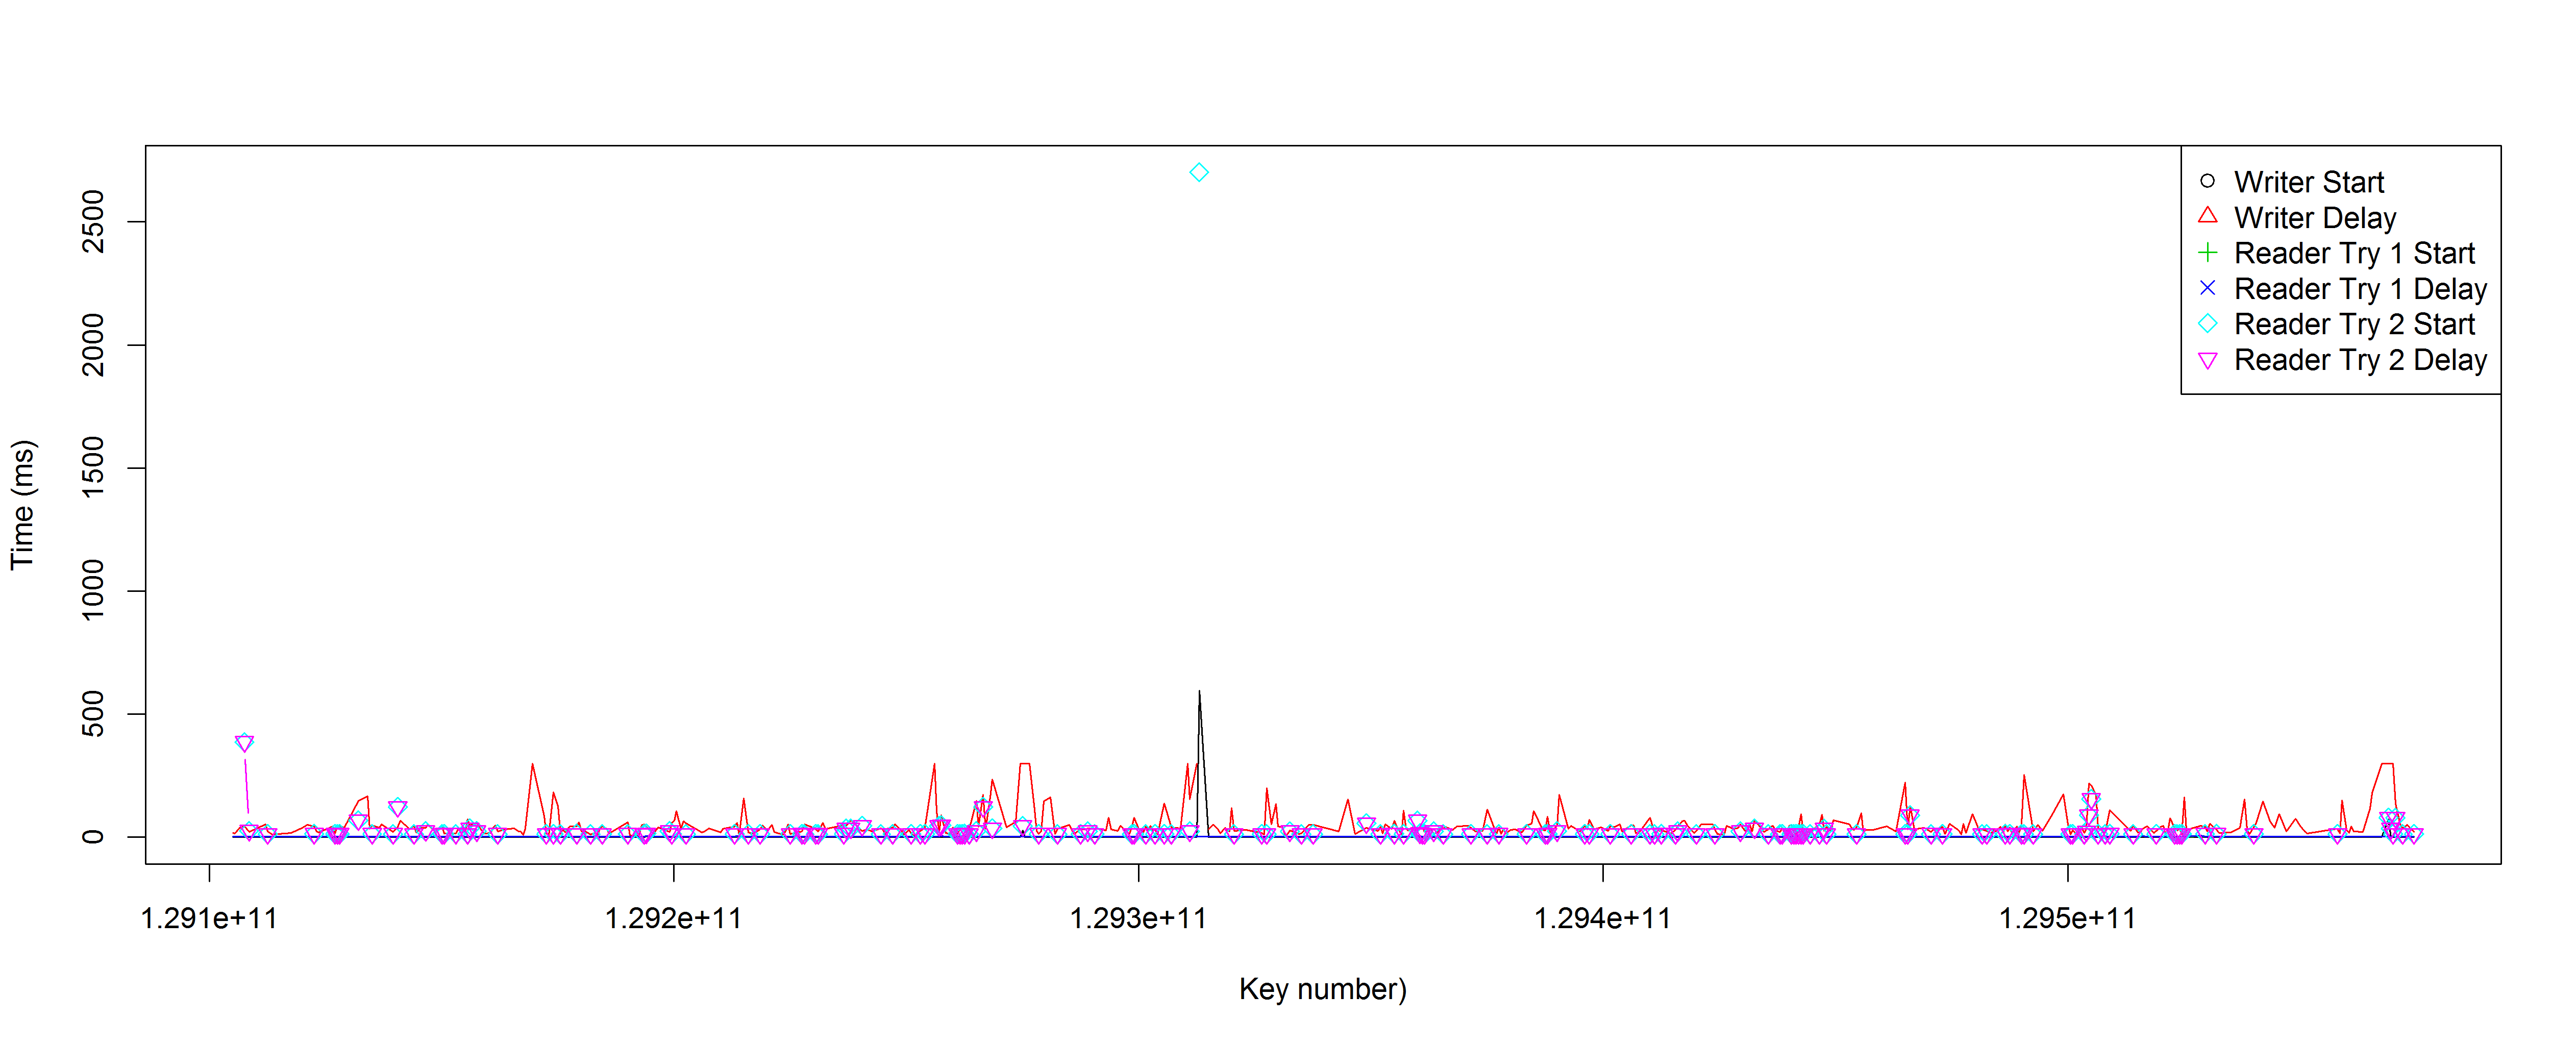 2500
2000
1500
1000
500
0
Time (ms)
1.291e+11
1.292e+11
1.293e+11
1.294e+11
1.295e+11
Key number)
Writer Start
Writer Delay
Reader Try 1 Start
Reader Try 1 Delay
Reader Try 2 Start
Reader Try 2 Delay